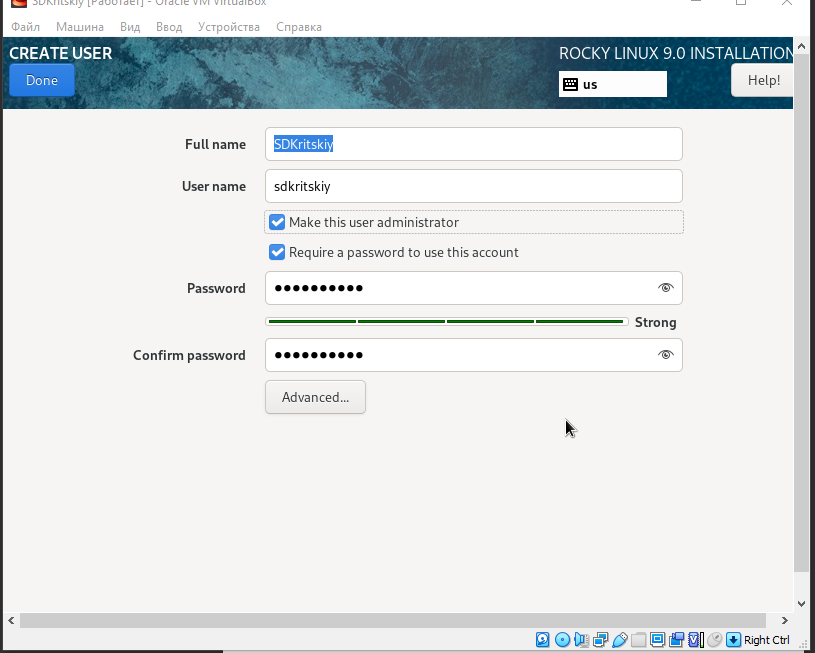 SDKritskiy [Работает] - Oracle VM VirtualBox
Файл Машина Вид Ввод Устройства Справка
CREATE USER
ROCKY LINUX 9.0 INSTALLATION
Done
us
Help!
Full name
SDKritskiy
User name
sdkritskiy
Make this user administrator
Require a password to use this account
Password
●●●●●●●●●●
Strong
Confirm password
●●●●●●●●●●
Advanced...
Right Ctrl